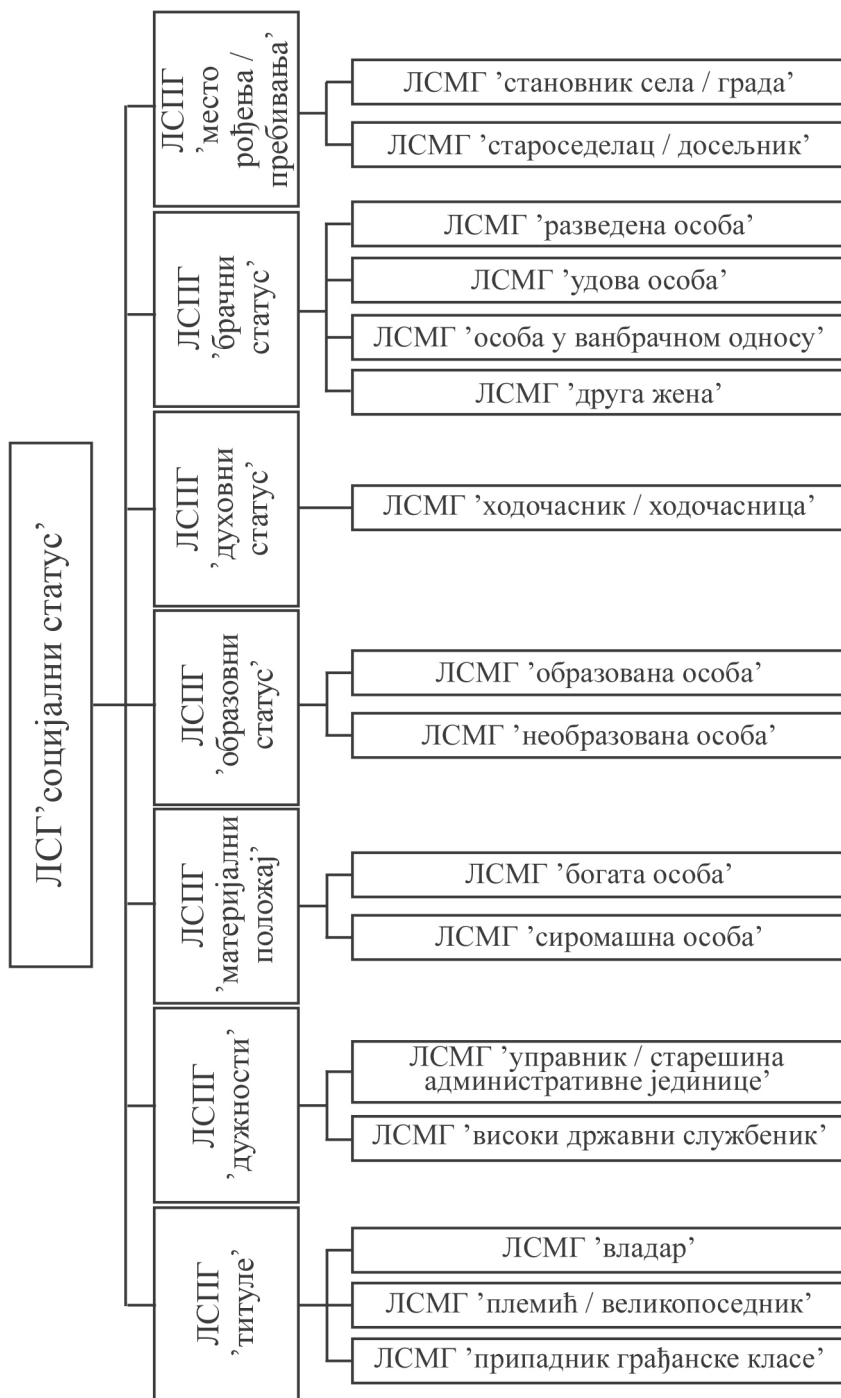 ЛСГ’социјални статус’
ЛСПГ
’место
рођења /
пребивања’
ЛСМГ ’становник села / града’
ЛСМГ ’староседелац / досељник’
ЛСПГ
’брачни
статус’
ЛСМГ ’разведена особа’
ЛСМГ ’удова особа’
ЛСМГ ’особа у ванбрачном односу’
ЛСМГ ’друга жена’
ЛСПГ
’духовни
статус’
ЛСМГ ’ходочасник / ходочасница’
ЛСПГ
’образовни
статус’
ЛСМГ ’образована особа’
ЛСМГ ’необразована особа’
ЛСПГ
’материјални
положај’
ЛСМГ ’богата особа’
ЛСМГ ’сиромашна особа’
ЛСПГ
’дужности’
ЛСМГ ’управник / старешина
административне јединице’
ЛСМГ ’високи државни службеник’
ЛСПГ
’титуле’
ЛСМГ ’владар’
ЛСМГ ’племић / великопоседник’
ЛСМГ ’припадник грађанске класе’